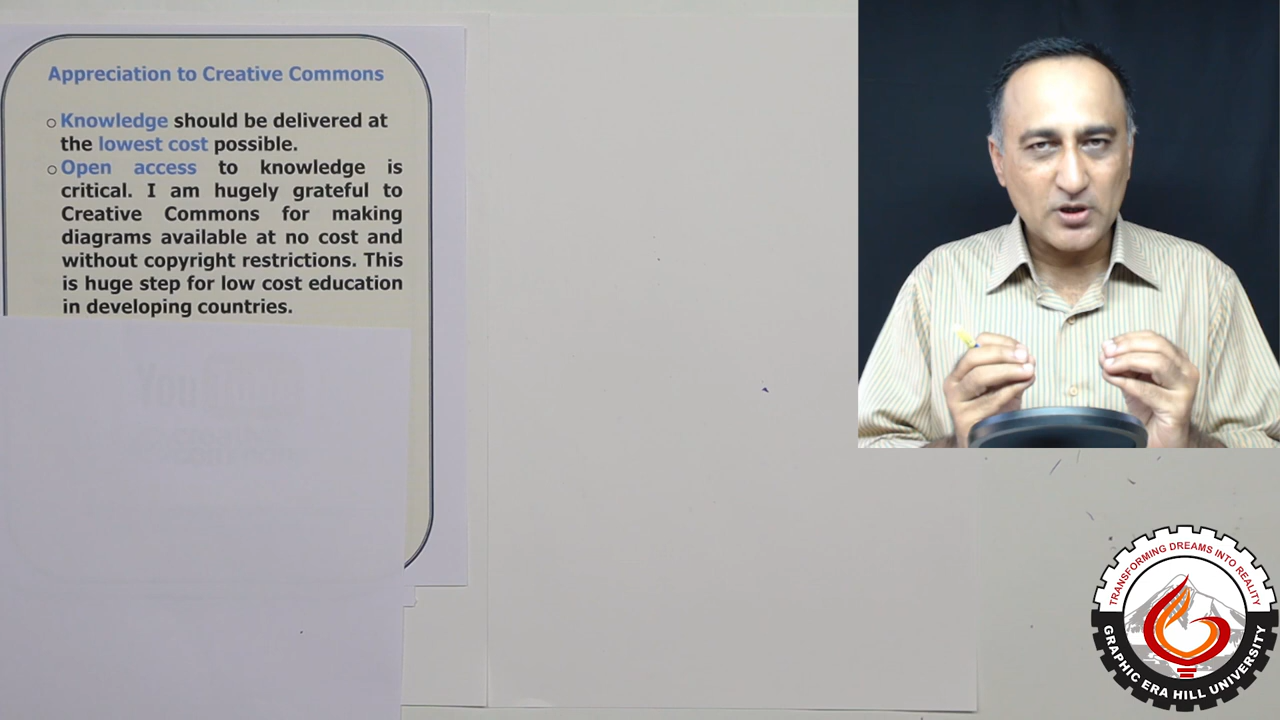 Appreciation to Creative Commons
Knowledge should be delivered at
the lowest cost possible.
Open access to knowledge is
critical. I am hugely grateful to
Creative Commons for making
diagrams available at no cost and
without copyright restrictions. This
is huge step for low cost education
in developing countries.
You
TRANSFORMING DREAMS INTO REALITY
GRAPHIC ERA HILL UNIVERSITY